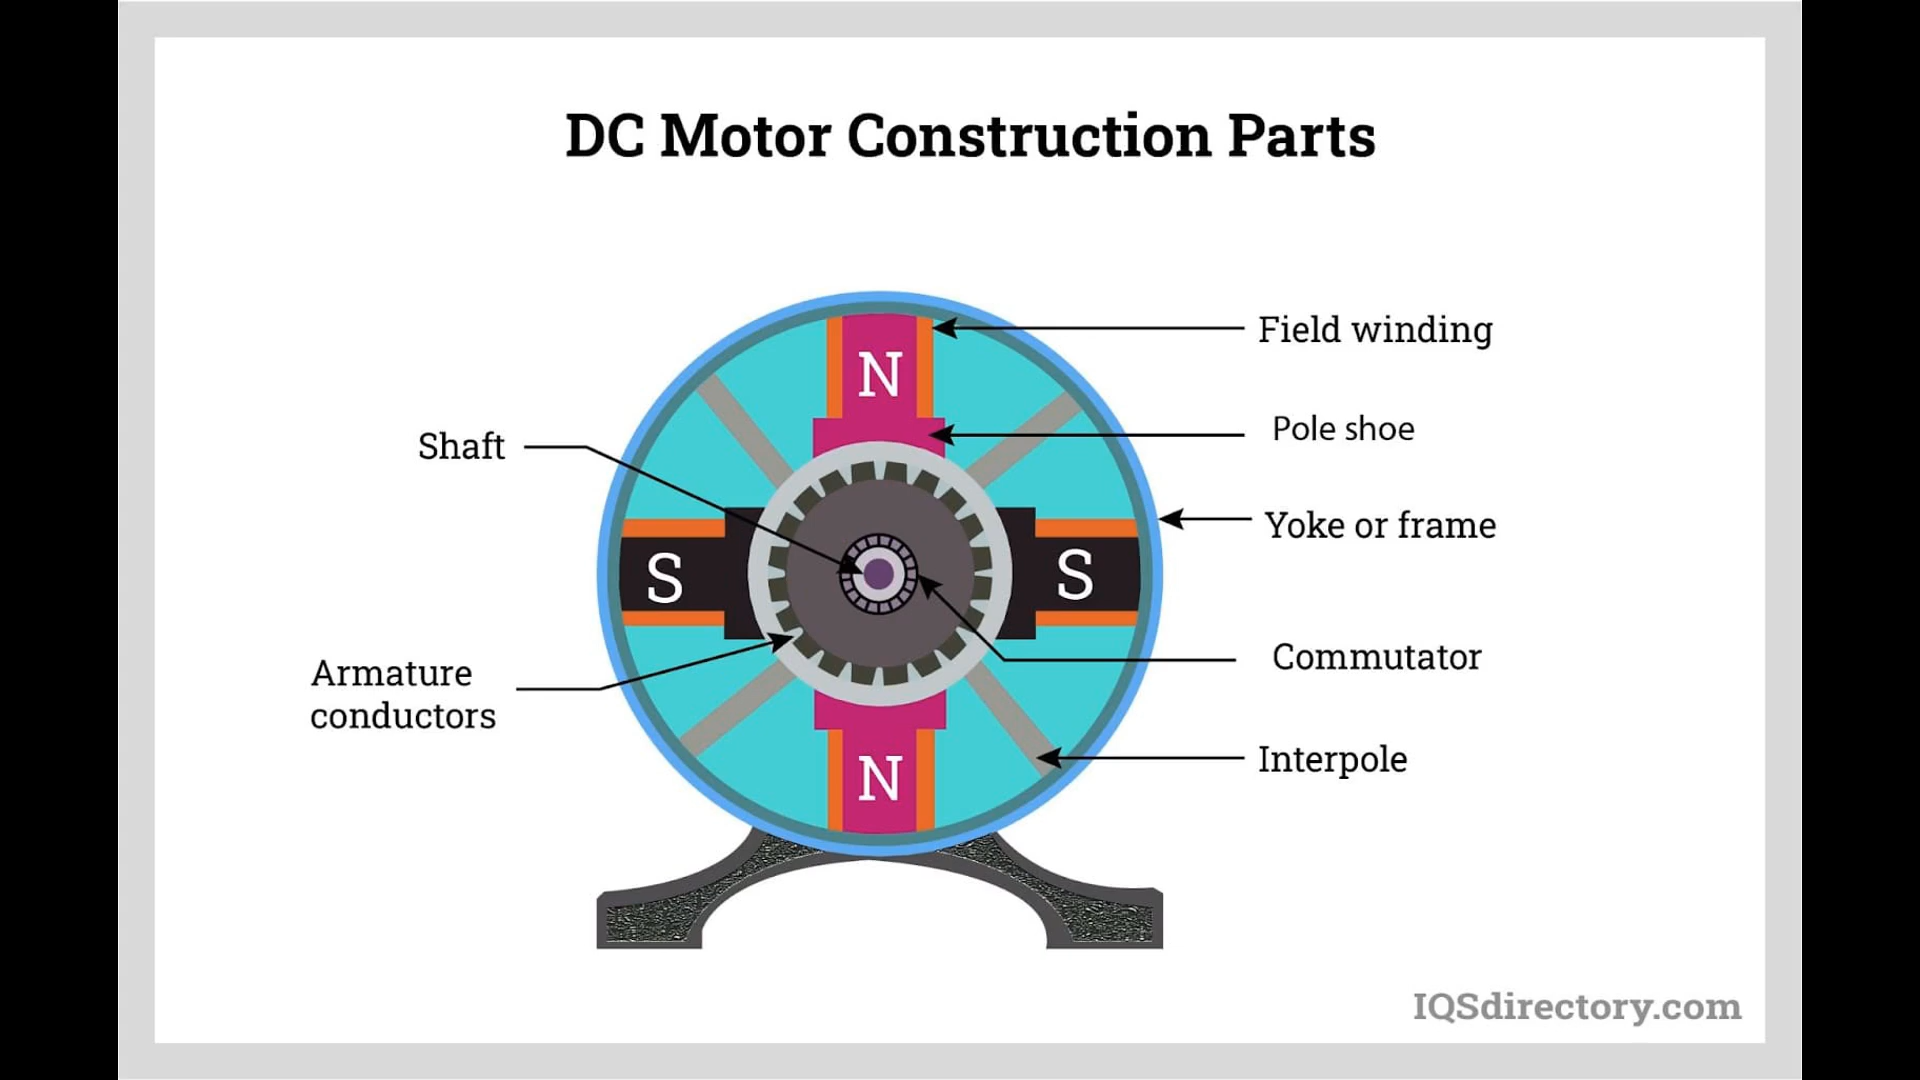 DC Motor Construction Parts
Field winding
Pole shoe
Shaft
Yoke or frame
Commutator
Armature
conductors
Interpole
N
S
S
N
IQSdirectory.com